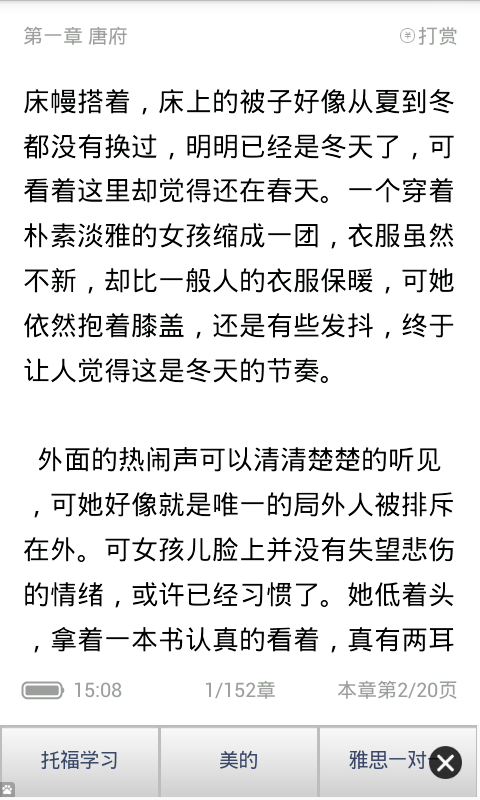 第一章 唐府
打赏
床幔搭着，床上的被子好像从夏到冬
都没有换过，明明已经是冬天了，可
看着这里却觉得还在春天。一个穿着
朴素淡雅的女孩缩成一团，衣服虽然
不新，却比一般人的衣服保暖，可她
依然抱着膝盖，还是有些发抖，终于
让人觉得这是冬天的节奏。
外面的热闹声可以清清楚楚的听见
，可她好像就是唯一的局外人被排斥
在外。可女孩儿脸上并没有失望悲伤
的情绪，或许已经习惯了。她低着头
，拿着一本书认真的看着，真有两耳
15:08
1/152章
本章第2/20页
托福学习
美的
雅思一对一